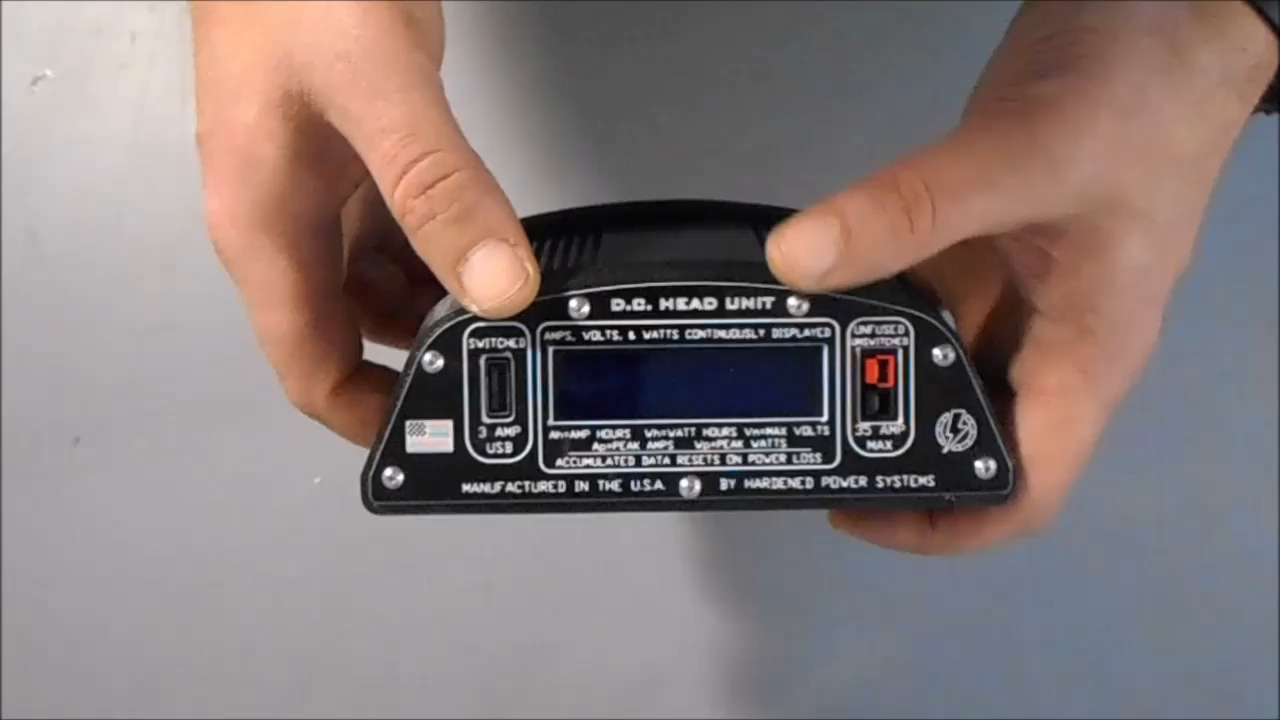 D.C. HEAD UNIT
AMPS, VOLTS, & WATTS CONTINUOUSLY DISPLAYED
SWITCHED
3 AMP
USB
UNFUSED
UNSWITCHED
35 AMP
MAX
Ah=AMP HOURS Wh=WATT HOURS Vm=MAX VOLTS
Ap=PEAK AMPS Wp=PEAK WATTS
ACCUMULATED DATA RESETS ON POWER LOSS
MANUFACTURED IN THE U.S.A. BY HARDENED POWER SYSTEMS